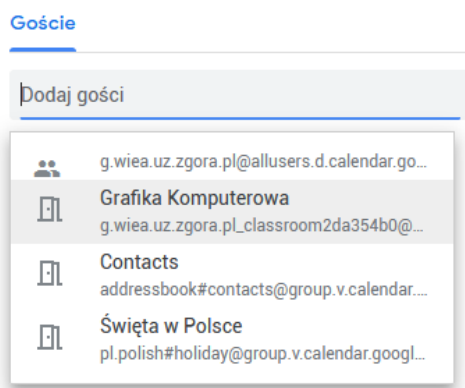 Goście
Dodaj gości
g.wiea.uz.zgora.pl@allusers.d.calendar.go...
Grafika Komputerowa
g.wiea.uz.zgora.pl_classroom2da354b0@...
Contacts
addressbook#contacts@group.v.calendar....
Święta w Polsce
pl.polish#holiday@group.v.calendar.googl...